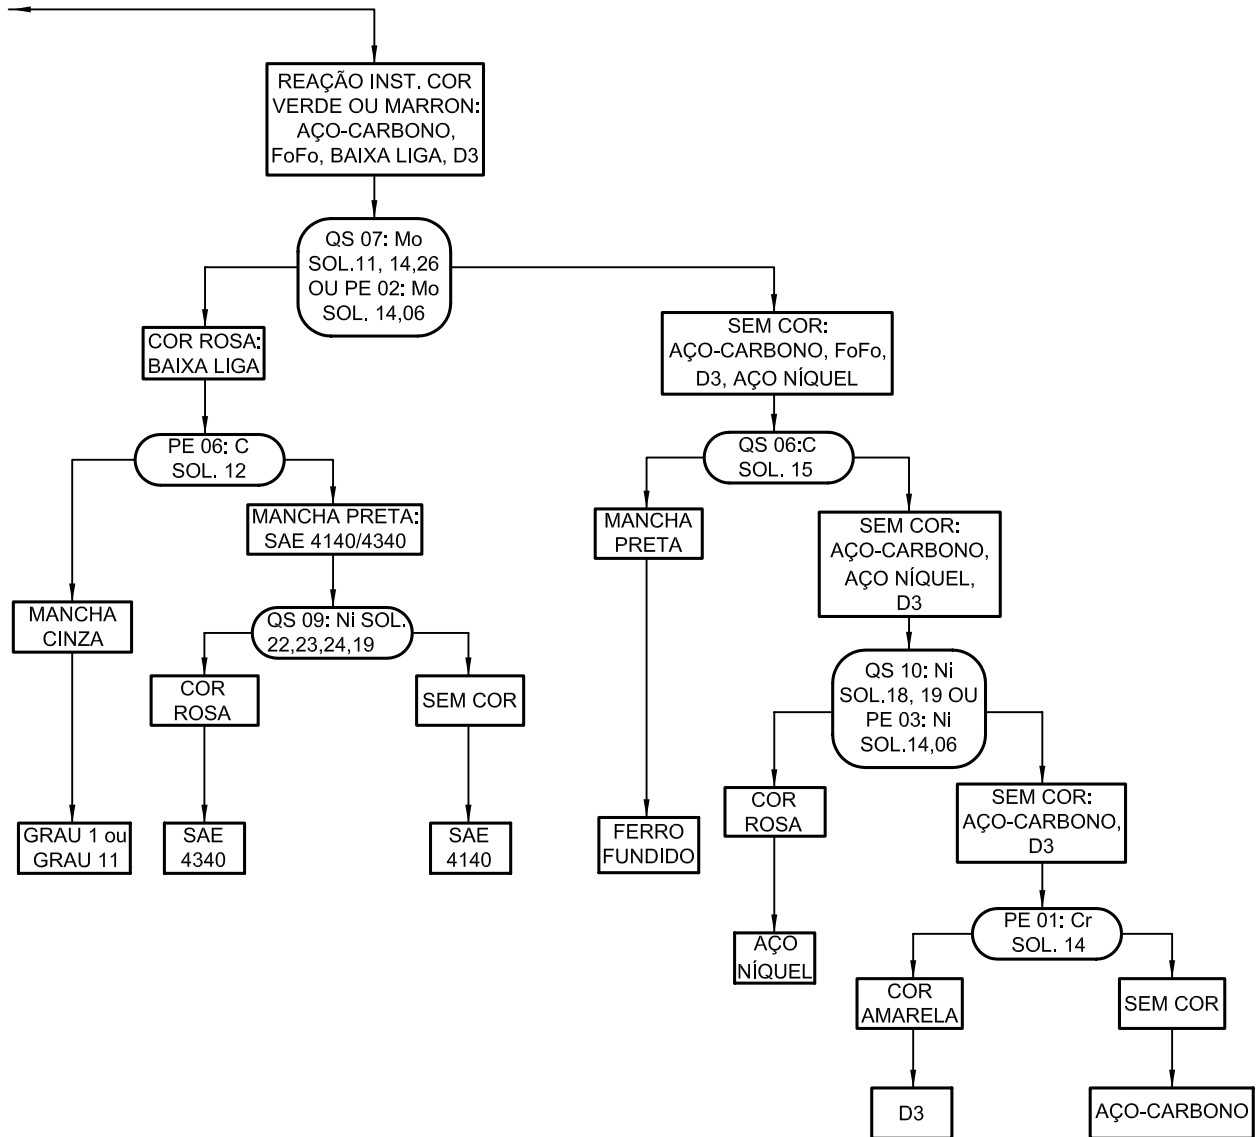 REAÇÃO INST. COR
VERDE OU MARRON:
AÇO-CARBONO,
FoFo, BAIXA LIGA, D3
QS 07: Mo
SOL.11, 14,26
OU PE 02: Mo
SOL. 14,06
COR ROSA:
BAIXA LIGA
SEM COR:
AÇO-CARBONO, FoFo,
D3, AÇO NÍQUEL
PE 06: C
SOL. 12
QS 06:C
SOL. 15
MANCHA PRETA:
SAE 4140/4340
MANCHA
PRETA
SEM COR:
AÇO-CARBONO,
AÇO NÍQUEL,
D3
MANCHA
CINZA
QS 09: Ni SOL.
22,23,24,19
COR
ROSA
SEM COR
QS 10: Ni
SOL.18, 19 OU
PE 03: Ni
SOL.14,06
COR
ROSA
SEM COR:
AÇO-CARBONO,
D3
GRAU 1 ou
GRAU 11
SAE
4340
SAE
4140
FERRO
FUNDIDO
PE 01: Cr
SOL. 14
AÇO
NÍQUEL
COR
AMARELA
SEM COR
D3
AÇO-CARBONO